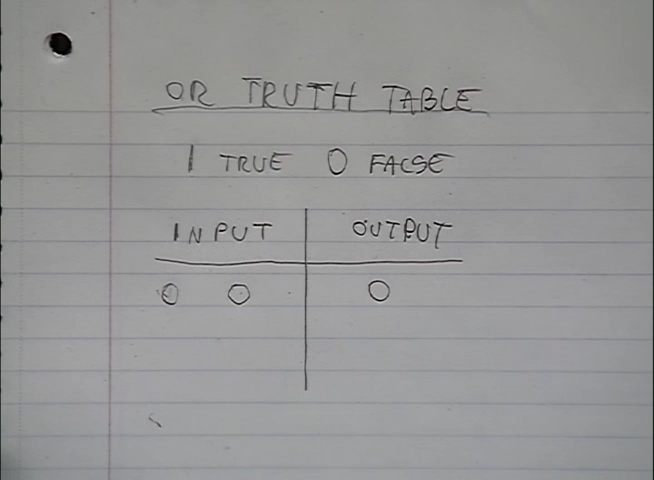 OR TRUTH TABLE
1 TRUE 0 FALSE
INPUT OUTPUT
0 0 0